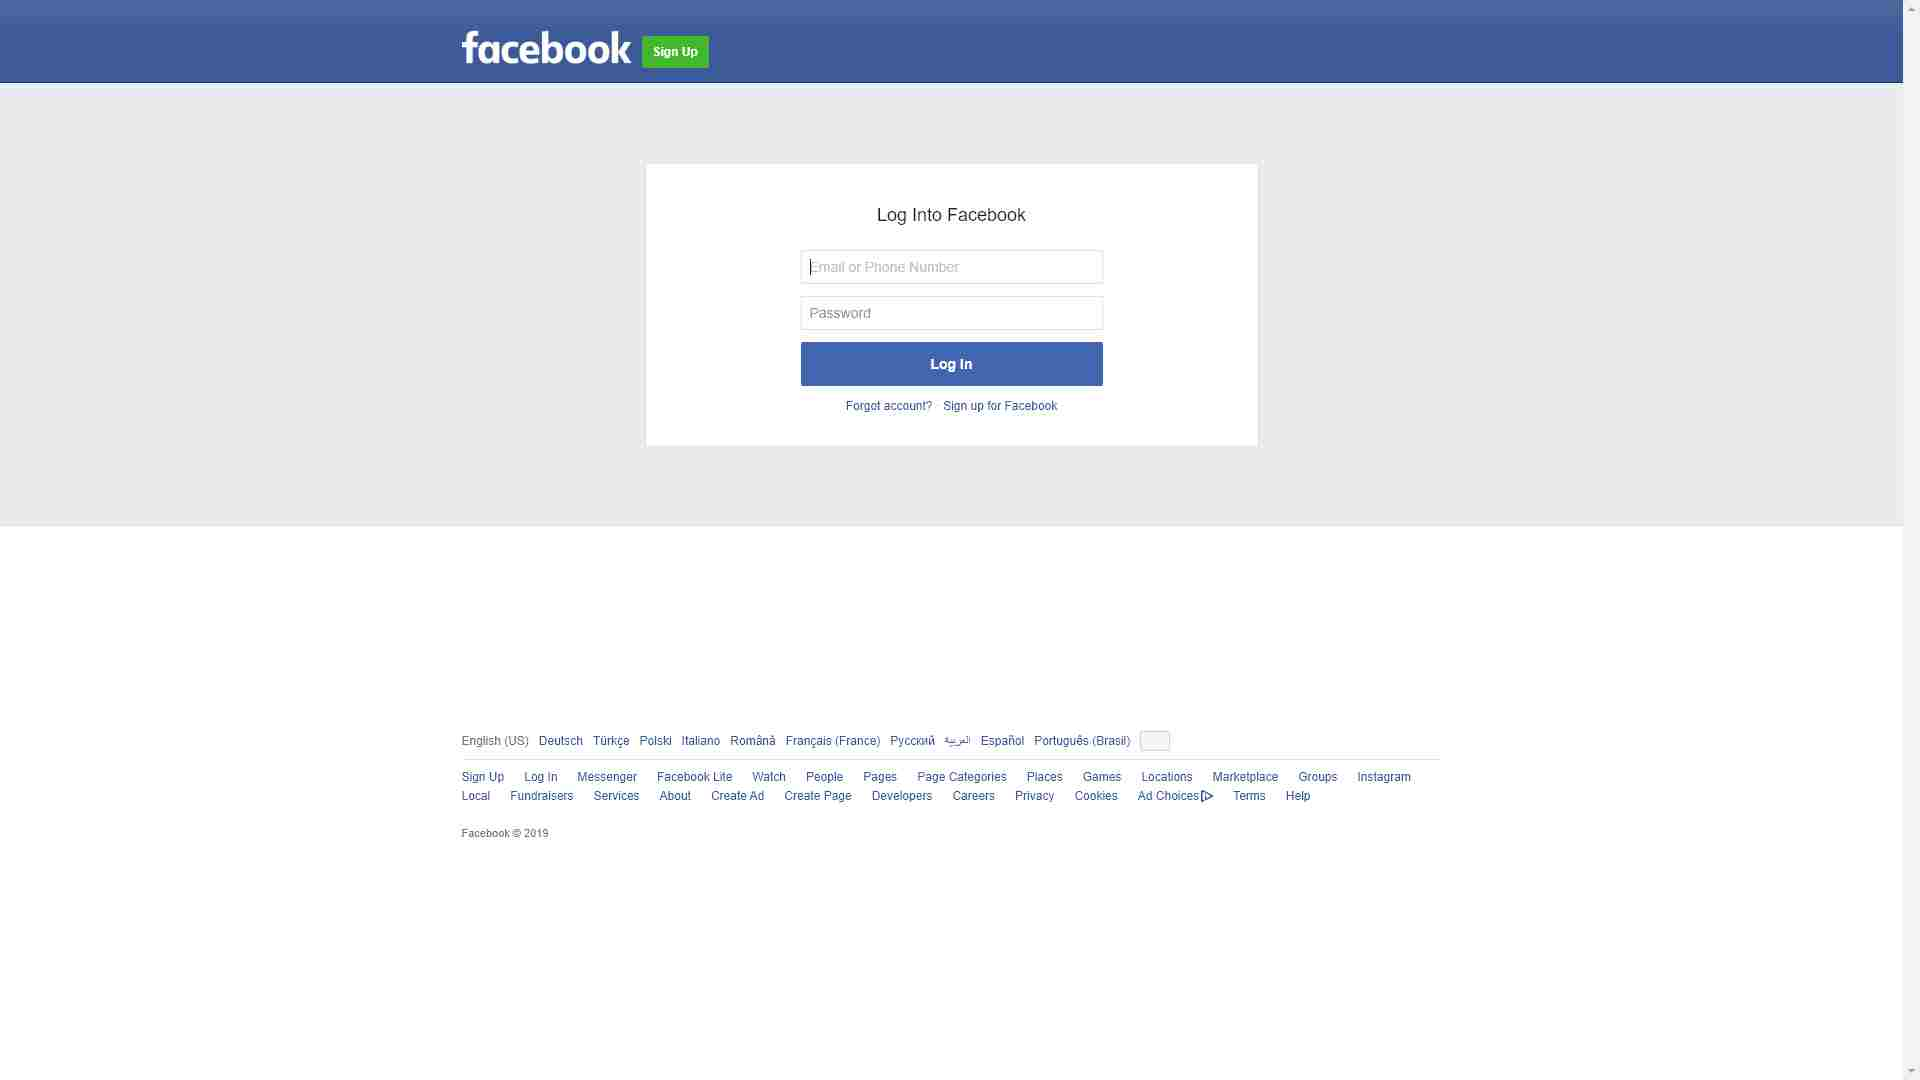 facebook Sign Up
Log Into Facebook
Email or Phone Number
Password
Log In
Forgot account? Sign up for Facebook
English (US) Deutsch Türkçe Polski Italiano Română Français (France) Русский العربية Español Português (Brasil)
Sign Up Log In Messenger Facebook Lite Watch People Pages Page Categories Places Games Locations Marketplace Groups Instagram
Local Fundraisers Services About Create Ad Create Page Developers Careers Privacy Cookies Ad Choices Terms Help
Facebook © 2019